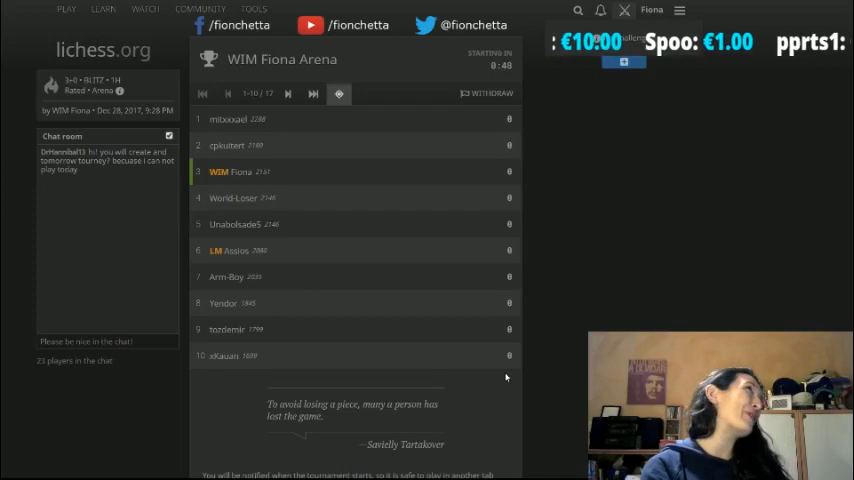 PLAY LEARN WATCH COMMUNITY TOOLS
Fiona
/fionchetta /fionchetta @fionchetta
: €10.00 Spoo: €1.00 pprts1:
lichess.org
WIM Fiona Arena
STARTING IN
0:48
3+0 • BLITZ • 1H
Rated • Arena
by WIM Fiona • Dec 28, 2017, 9:28 PM
1-10 / 17
WITHDRAW
Chat room
DrHannibal13 hi! you will create and
tomorrow tourney? becuase i can not
play today
1 2288 0
2 cpkuitert 2180 0
3 WIM Fiona 2151 0
4 World-Loser 2146 0
5 Unabolsade5 2146 0
6 LM Assios 2080 0
7 Arm-Boy 2035 0
8 Yendor 1845 0
9 tozdemir 1799 0
10 xKauan 1609 0
Please be nice in the chat!
23 players in the chat
To avoid losing a piece, many a person has
lost the game.
—Savielly Tartakover
You will be notified when the tournament starts, so it is safe to play in another tab